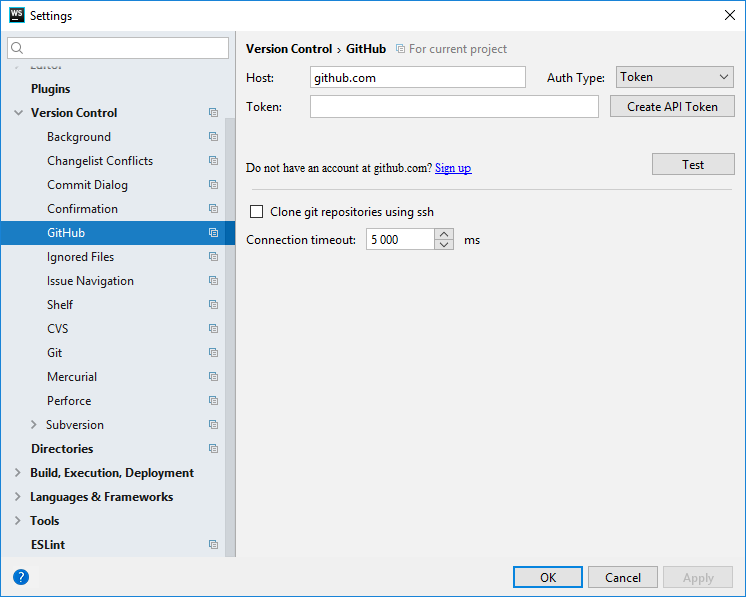 WS Settings
Version Control › GitHub For current project
Host: github.com Auth Type: Token
Token: Create API Token
Do not have an account at github.com? Sign up Test
Clone git repositories using ssh
Connection timeout: 5 000 ms
Editor
Plugins
Version Control
Background
Changelist Conflicts
Commit Dialog
Confirmation
GitHub
Ignored Files
Issue Navigation
Shelf
CVS
Git
Mercurial
Perforce
Subversion
Directories
Build, Execution, Deployment
Languages & Frameworks
Tools
ESLint
? OK Cancel Apply